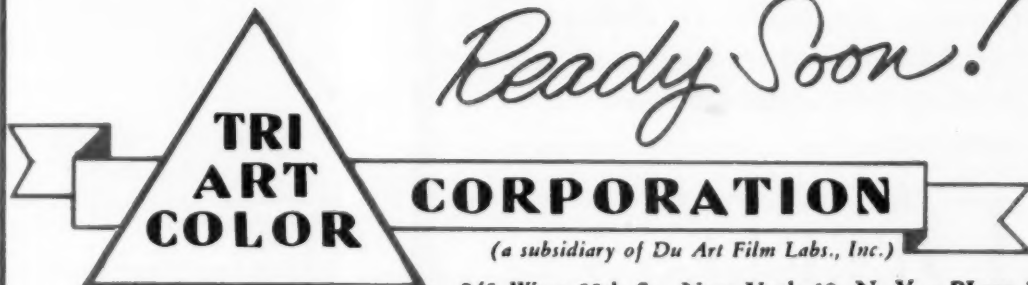 Ready Soon!
TRI
ART
COLOR
CORPORATION
(a subsidiary of Du Art Film Labs., Inc.)